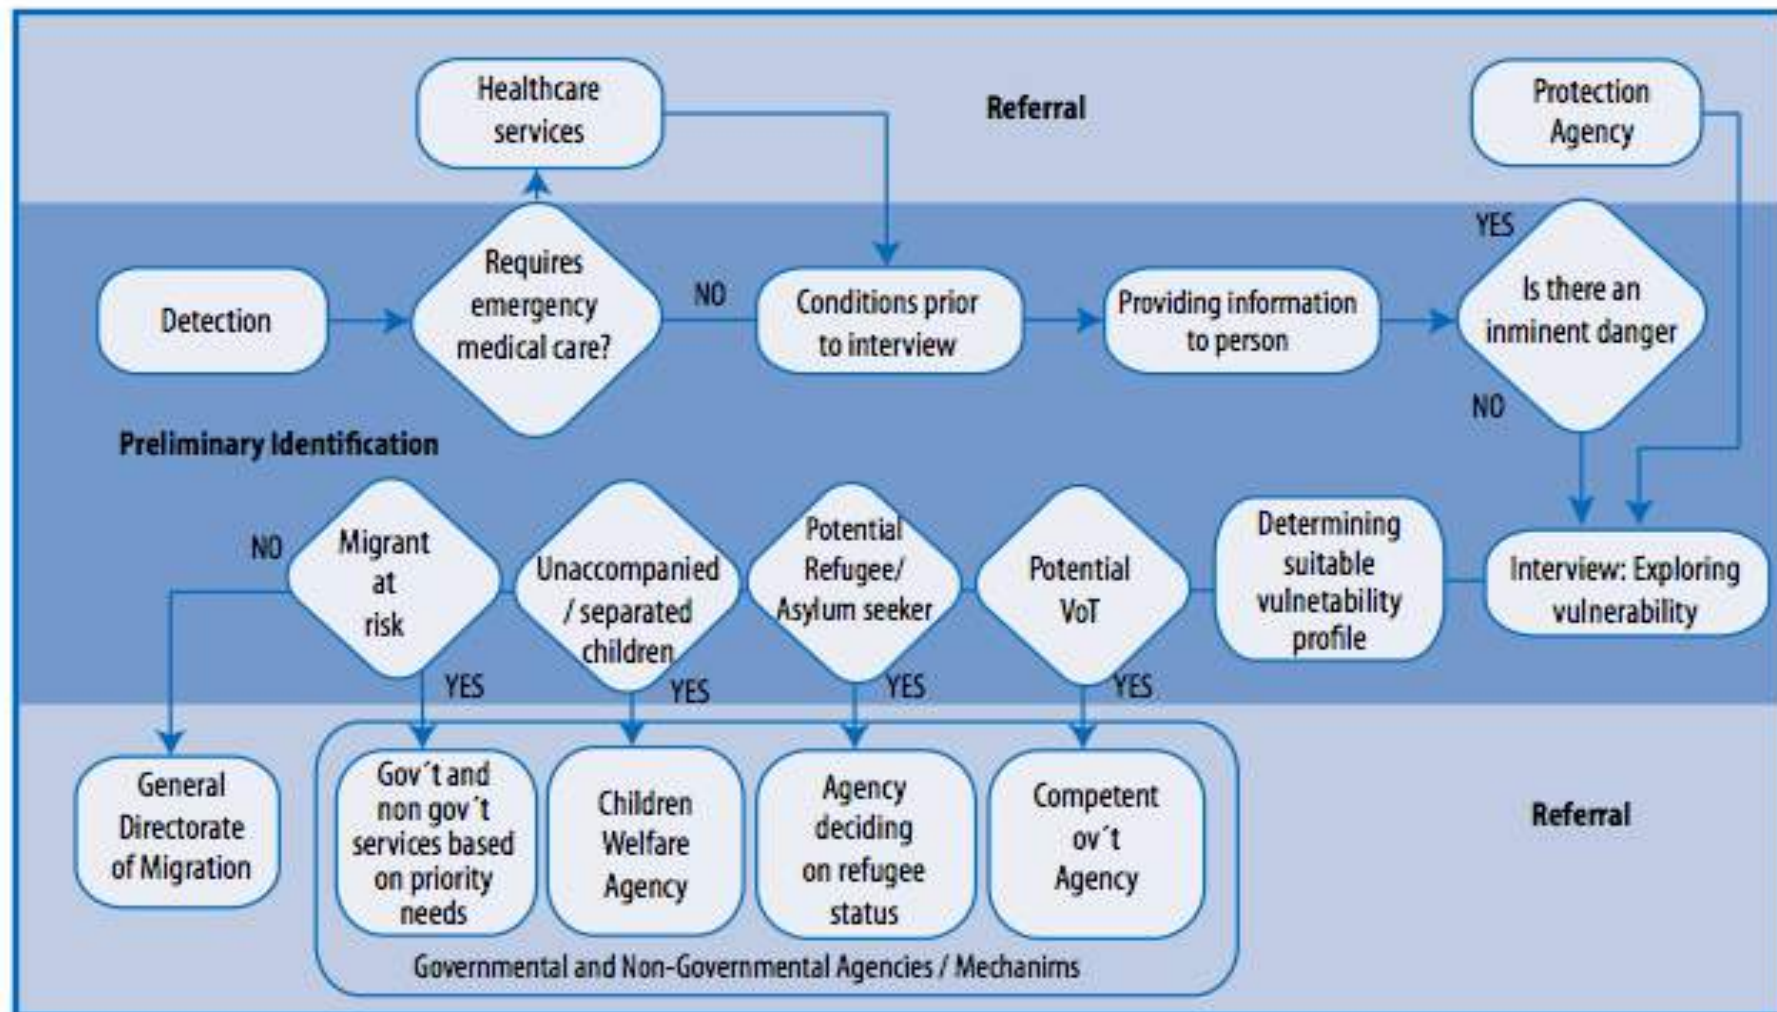 Healthcare
services
Referral
Protection
Agency
Detection
Requires
emergency
medical care?
NO
Conditions prior
to interview
Providing information
to person
YES
Is there an
inminent danger
NO
Preliminary Identification
NO
Migrant
at
risk
YES
Unaccompanied
/ separated
children
YES
Potential
Refugee/
Asylum seeker
YES
Potential
VoT
YES
Determining
suitable
vulnetability
profile
Interview: Exploring
vulnerability
General
Directorate
of Migration
Gov´t and
non gov´t
services based
on priority
needs
Children
Welfare
Agency
Agency
deciding
on refugee
status
Competent
ov´t
Agency
Referral
Governmental and Non-Governmental Agencies / Mechanims